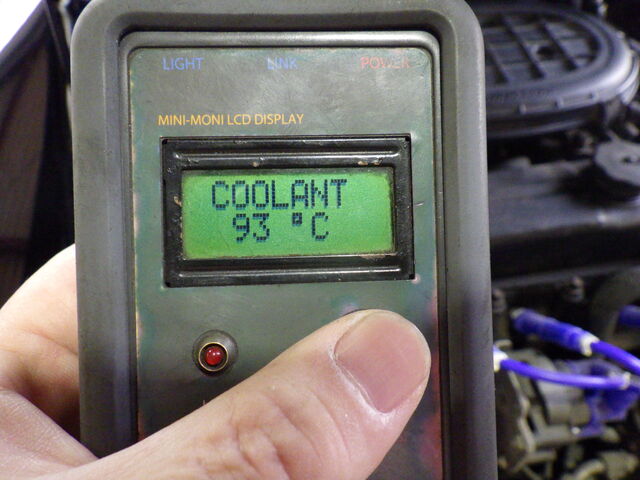 LIGHT LINK POWER
MINI-MONI LCD DISPLAY
COOLANT
93 °C